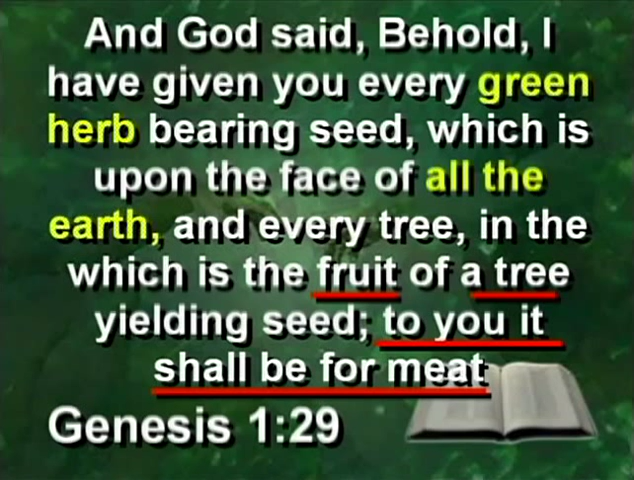 And God said, Behold, I
have given you every green
herb bearing seed, which is
upon the face of all the
earth, and every tree, in the
which is the fruit of a tree
yielding seed; to you it
shall be for meat
Genesis 1:29